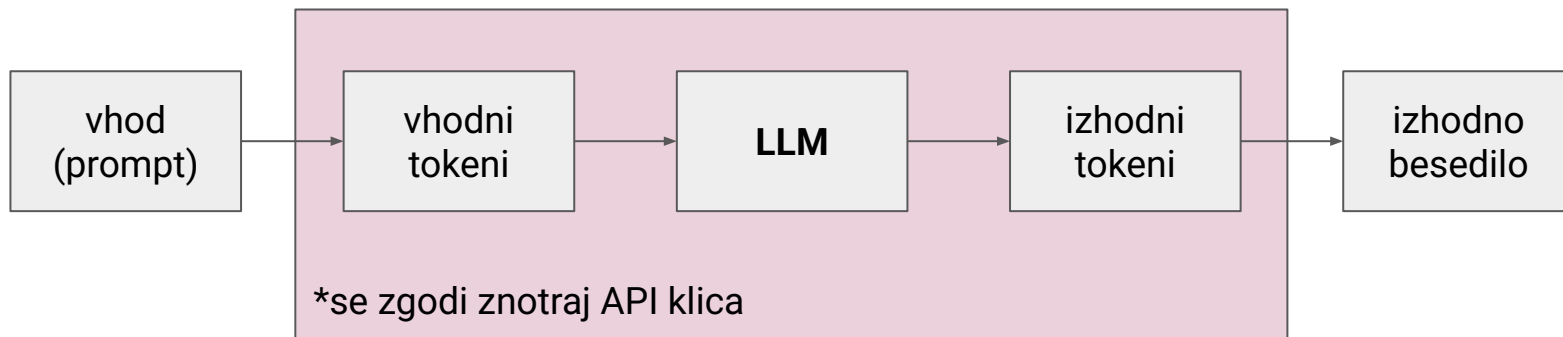 vhod
(prompt)
vhodni
tokeni
LLM
izhodni
tokeni
izhodno
besedilo
*se zgodi znotraj API klica